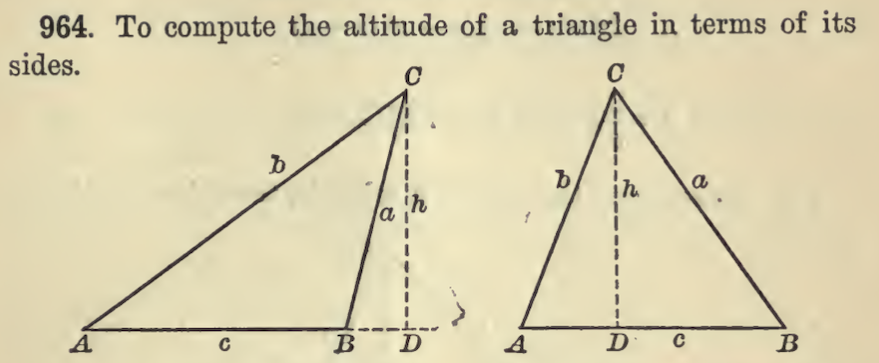 964. To compute the altitude of a triangle in terms of its
sides.
C
b
a
h
A
c
B
D
C
b
h
a
A
D
c
B